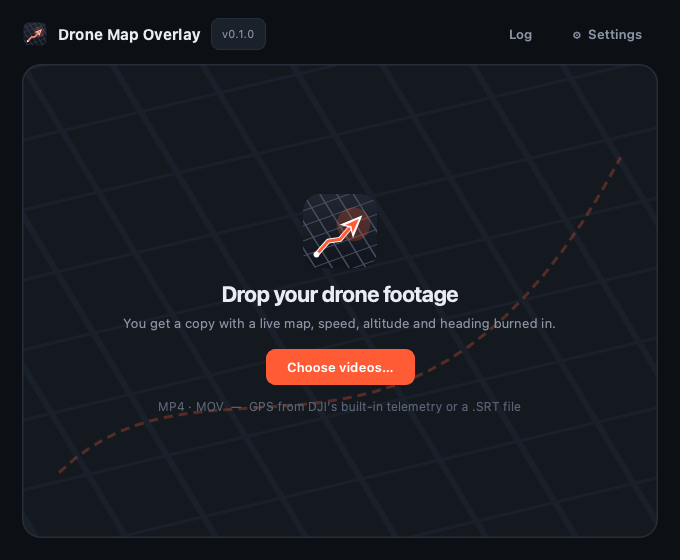 Drone Map Overlay v0.1.0
Log
⚙ Settings
Drop your drone footage
You get a copy with a live map, speed, altitude and heading burned in.
Choose videos...
MP4 · MOV — GPS from DJI's built-in telemetry or a .SRT file